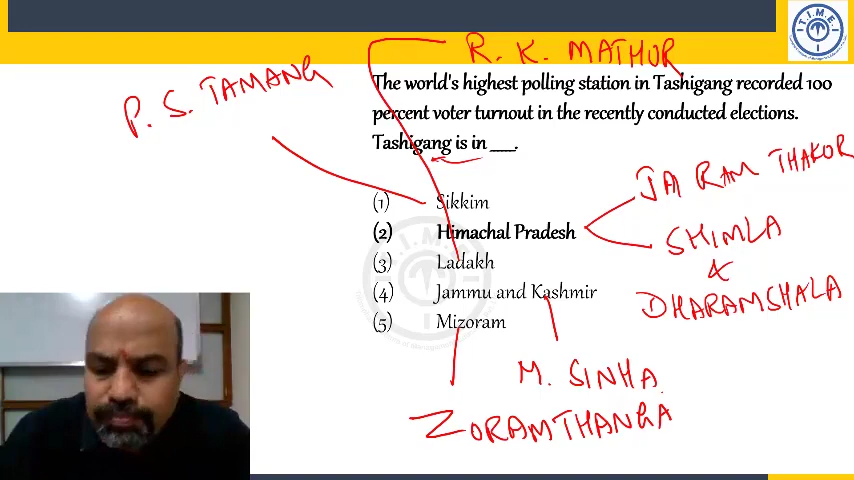 T.I.M.E.
R. K. MATHUR
P. S. TAMANG
The world's highest polling station in Tashigang recorded 100
percent voter turnout in the recently conducted elections.
Tashigang is in ____.
JAI RAM THAKOR
(1) Sikkim
(2) Himachal Pradesh
SHIMLA
&
DHARAMSHALA
(3) Ladakh
(4) Jammu and Kashmir
(5) Mizoram
M. SINHA
ZORAMTHANGA